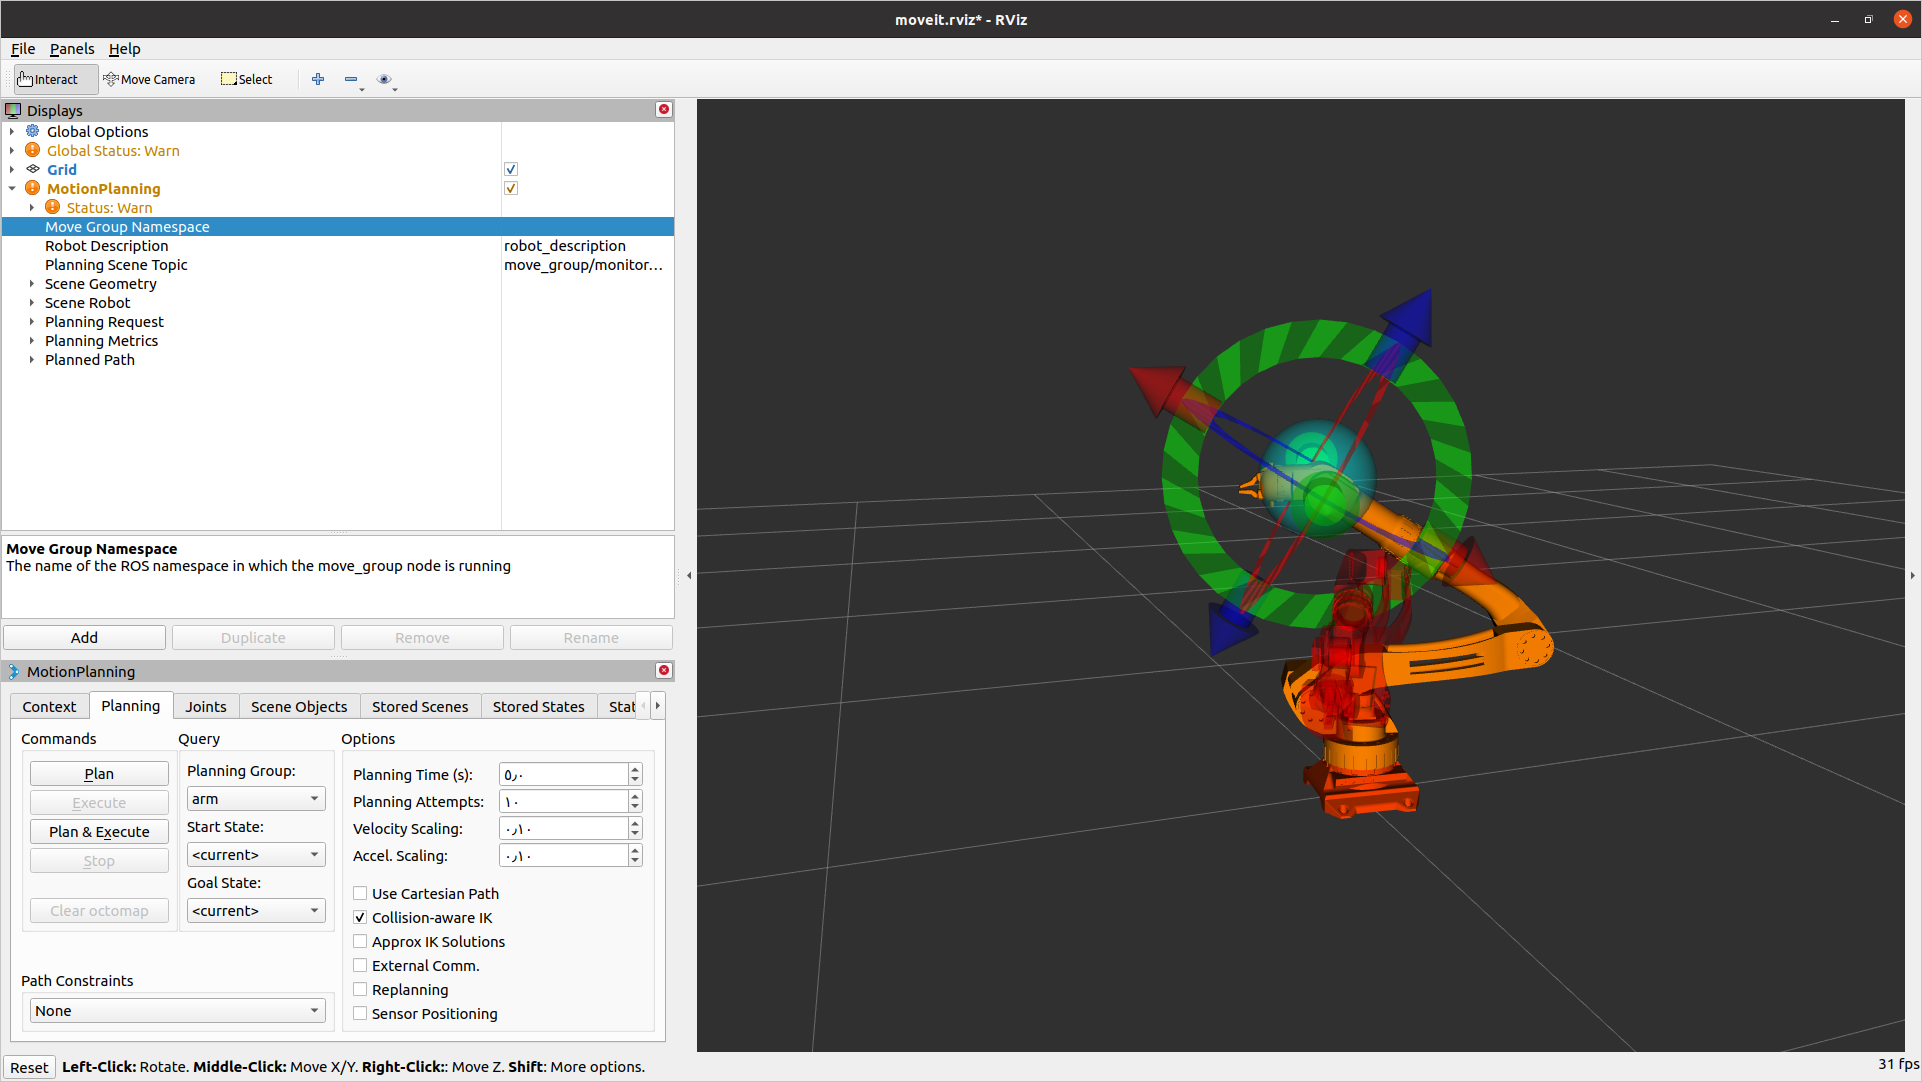 moveit.rviz* - RViz
File Panels Help
Interact Move Camera Select
Displays
Global Options
Global Status: Warn
Grid
MotionPlanning
Status: Warn
Move Group Namespace
Robot Description robot_description
Planning Scene Topic move_group/monitor...
Scene Geometry
Scene Robot
Planning Request
Planning Metrics
Planned Path
Move Group Namespace
The name of the ROS namespace in which the move_group node is running
Add Duplicate Remove Rename
MotionPlanning
Context Planning Joints Scene Objects Stored Scenes Stored States Stat
Commands Query Options
Plan
Execute
Plan & Execute
Stop
Clear octomap
Planning Group:
arm
Start State:
<current>
Goal State:
<current>
Path Constraints
None
Planning Time (s): ٥٫٠
Planning Attempts: ١٠
Velocity Scaling: ٠٫١٠
Accel. Scaling: ٠٫١٠
Use Cartesian Path
Collision-aware IK
Approx IK Solutions
External Comm.
Replanning
Sensor Positioning
Reset Left-Click: Rotate. Middle-Click: Move X/Y. Right-Click:: Move Z. Shift: More options. 31 fps